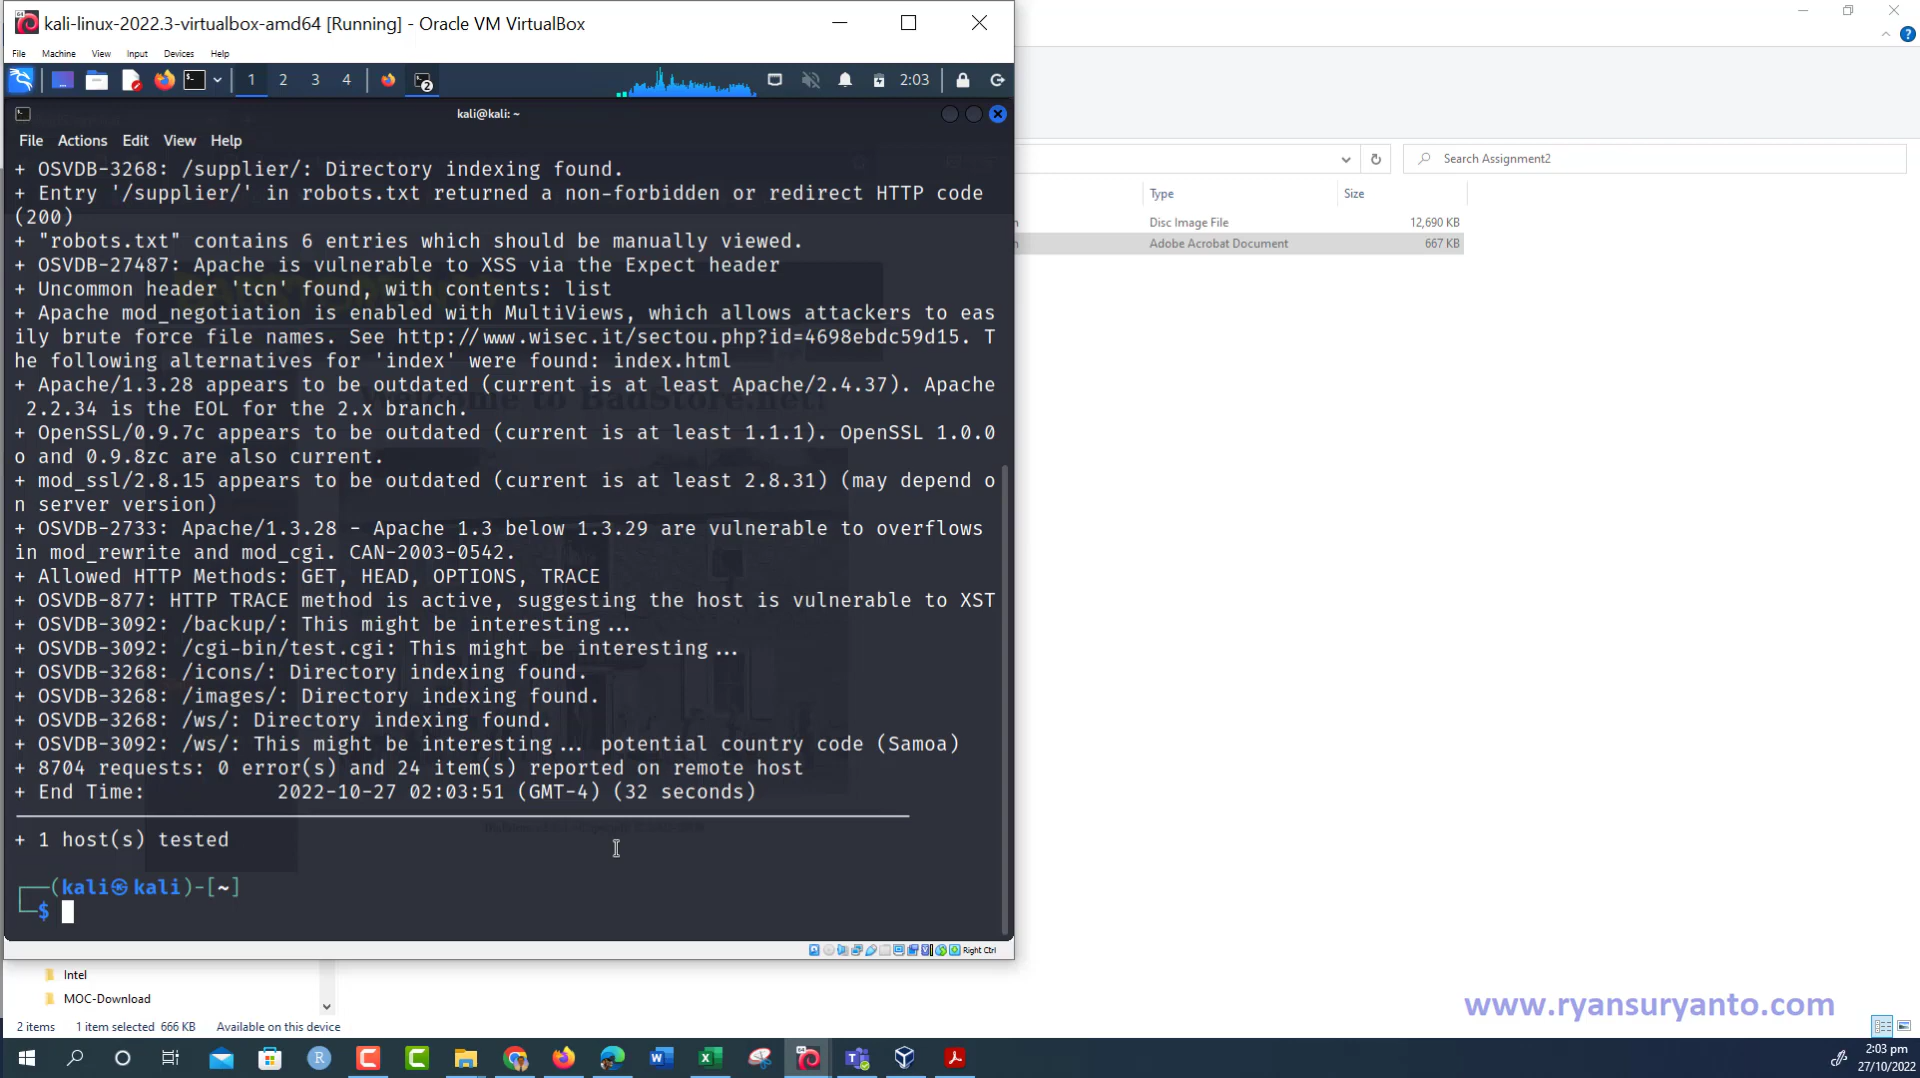 kali-linux-2022.3-virtualbox-amd64 [Running] - Oracle VM VirtualBox
File Machine View Input Devices Help
1 2 3 4 2 2:03
kali@kali: ~
File Actions Edit View Help
+ OSVDB-3268: /supplier/: Directory indexing found.
+ Entry '/supplier/' in robots.txt returned a non-forbidden or redirect HTTP code
(200)
+ "robots.txt" contains 6 entries which should be manually viewed.
+ OSVDB-27487: Apache is vulnerable to XSS via the Expect header
+ Uncommon header 'tcn' found, with contents: list
+ Apache mod_negotiation is enabled with MultiViews, which allows attackers to eas
ily brute force file names. See http://www.wisec.it/sectou.php?id=4698ebdc59d15. T
he following alternatives for 'index' were found: index.html
+ Apache/1.3.28 appears to be outdated (current is at least Apache/2.4.37). Apache
2.2.34 is the EOL for the 2.x branch.
Welcome to BadStore.net!
+ OpenSSL/0.9.7c appears to be outdated (current is at least 1.1.1). OpenSSL 1.0.0
o and 0.9.8zc are also current.
+ mod_ssl/2.8.15 appears to be outdated (current is at least 2.8.31) (may depend o
n server version)
+ OSVDB-2733: Apache/1.3.28 - Apache 1.3 below 1.3.29 are vulnerable to overflows
in mod_rewrite and mod_cgi. CAN-2003-0542.
+ Allowed HTTP Methods: GET, HEAD, OPTIONS, TRACE
+ OSVDB-877: HTTP TRACE method is active, suggesting the host is vulnerable to XST
+ OSVDB-3092: /backup/: This might be interesting...
+ OSVDB-3092: /cgi-bin/test.cgi: This might be interesting...
+ OSVDB-3268: /icons/: Directory indexing found.
+ OSVDB-3268: /images/: Directory indexing found.
+ OSVDB-3268: /ws/: Directory indexing found.
+ OSVDB-3092: /ws/: This might be interesting... potential country code (Samoa)
+ 8704 requests: 0 error(s) and 24 item(s) reported on remote host
+ End Time: 2022-10-27 02:03:51 (GMT-4) (32 seconds)
+ 1 host(s) tested
(kali㉿kali)-[~]
$
Right Ctrl
Search Assignment2
Type Size
Disc Image File 12,690 KB
Adobe Acrobat Document 667 KB
Intel
MOC-Download
2 items 1 item selected 666 KB Available on this device
www.ryansuryanto.com
2:03 pm
27/10/2022